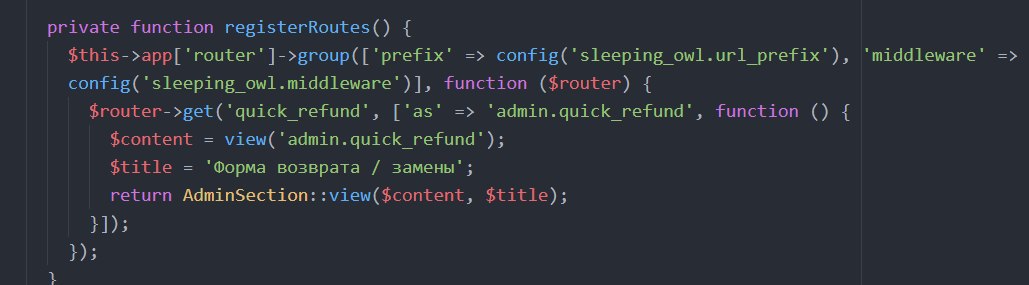 private function registerRoutes() {
$this->app['router']->group(['prefix' => config('sleeping_owl.url_prefix'), 'middleware' =>
config('sleeping_owl.middleware')], function ($router) {
$router->get('quick_refund', ['as' => 'admin.quick_refund', function () {
$content = view('admin.quick_refund');
$title = 'Форма возврата / замены';
return AdminSection::view($content, $title);
}]);
});
}